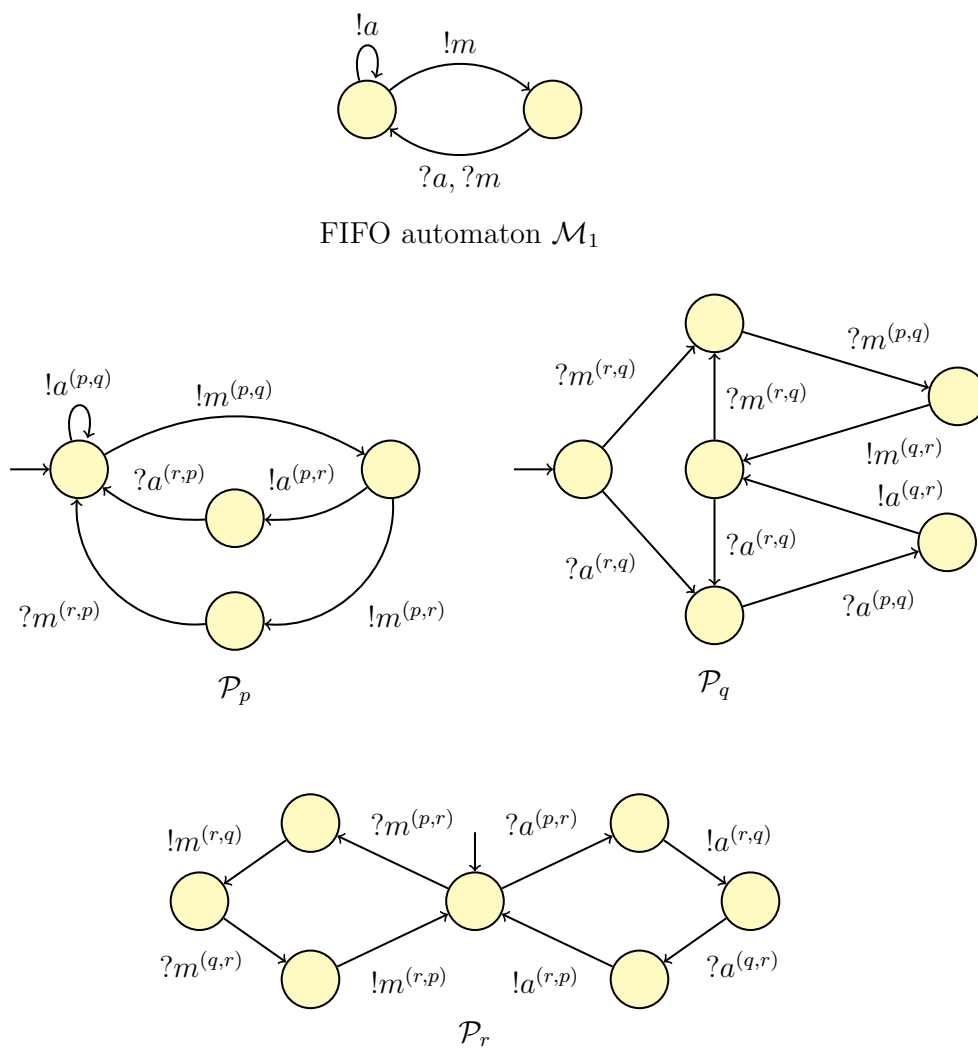 !a
!m
?a, ?m
FIFO automaton M₁
!a^(p,q)
!m^(p,q)
?a^(r,p)
!a^(p,r)
?m^(r,p)
!m^(p,r)
P_p
?m^(r,q)
?m^(p,q)
?m^(r,q)
!m^(q,r)
!a^(q,r)
?a^(r,q)
?a^(r,q)
?a^(p,q)
P_q
!m^(r,q)
?m^(p,r)
?a^(p,r)
!a^(r,q)
?m^(q,r)
!m^(r,p)
!a^(r,p)
?a^(q,r)
P_r